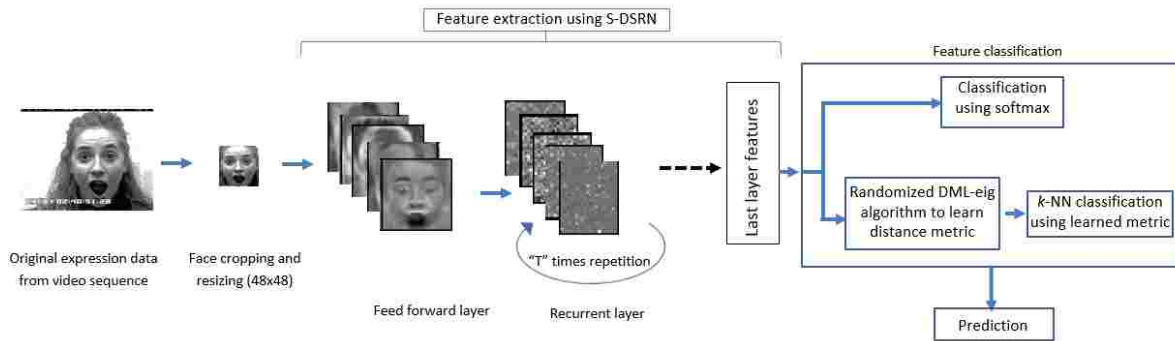 Feature extraction using S-DSRN
Feature classification
Classification
using softmax
Last layer features
Randomized DML-eig
algorithm to learn
distance metric
k-NN classification
using learned metric
"T" times repetition
Original expression data
from video sequence
Face cropping and
resizing (48x48)
Feed forward layer
Recurrent layer
Prediction